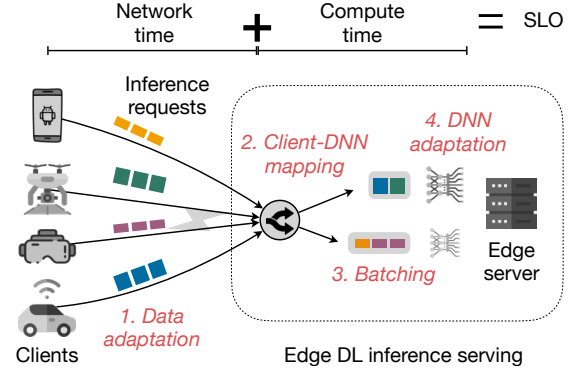 Network time
+
Compute time
=
SLO
Inference requests
2. Client-DNN mapping
4. DNN adaptation
3. Batching
Edge server
1. Data adaptation
Clients
Edge DL inference serving